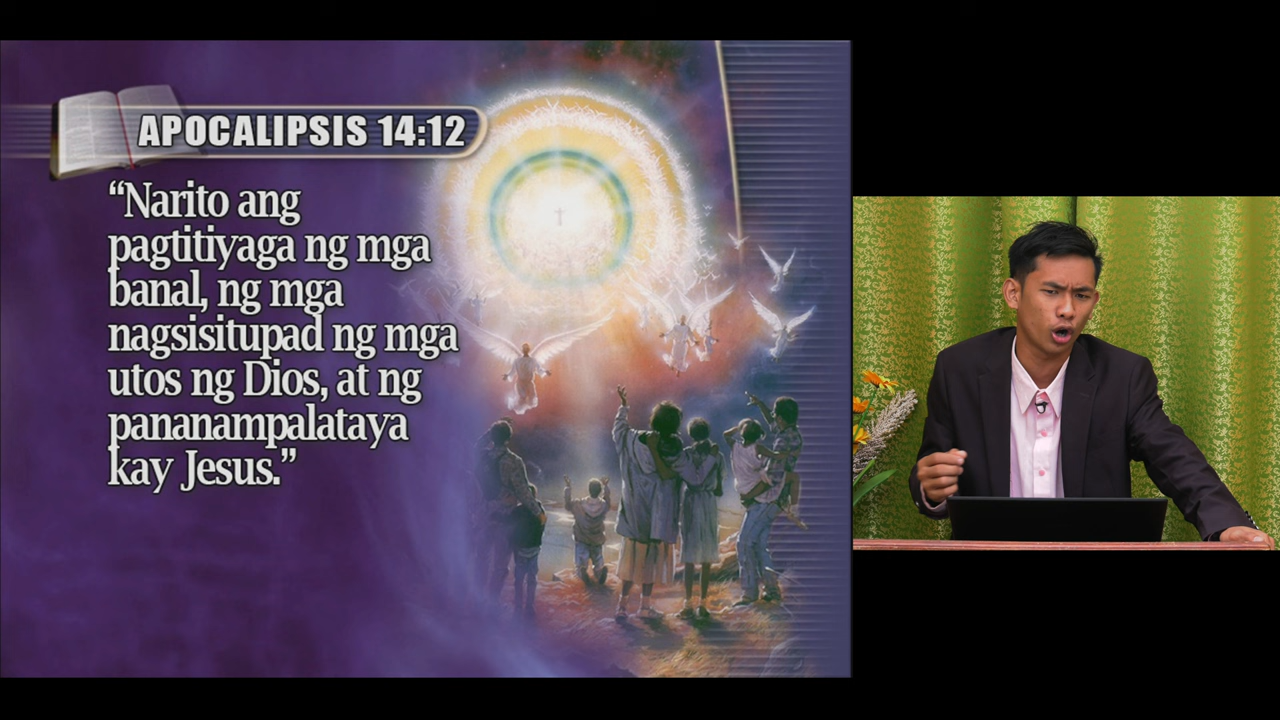 APOCALIPSIS 14:12
“Narito ang
pagtitiyaga ng mga
banal, ng mga
nagsisitupad ng mga
utos ng Dios, at ng
pananampalataya
kay Jesus.”